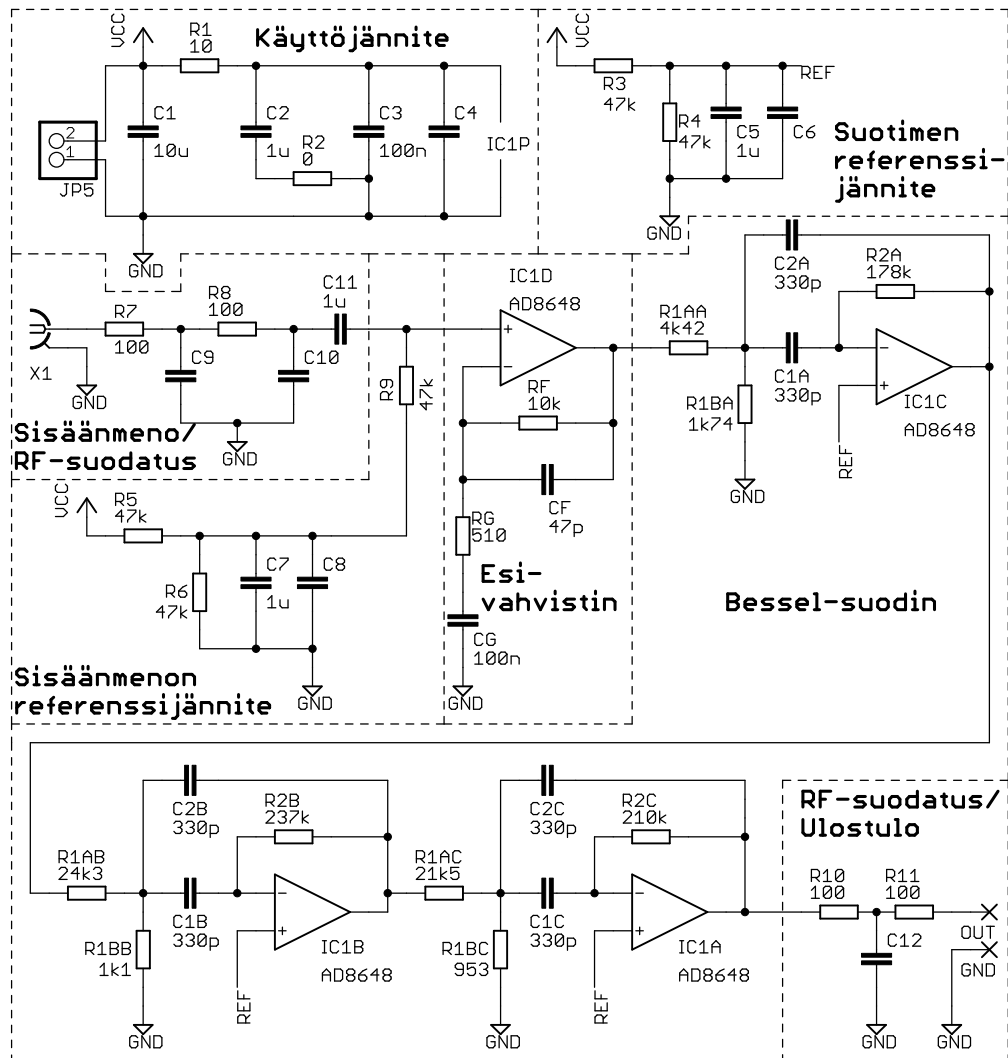 VCC
R1
10
Käyttöjännite
C1
10u
C2
1u
R2
0
C3
100n
C4
IC1P
2
1
JP5
GND
VCC
R3
47k
REF
R4
47k
C5
1u
C6
GND
Suotimen
referenssi-
jännite
X1
R7
100
R8
100
C11
1u
C9
C10
GND
GND
Sisäänmeno/
RF-suodatus
R9
47k
VCC
R5
47k
R6
47k
C7
1u
C8
GND
Sisäänmenon
referenssijännite
IC1D
AD8648
+
-
RF
10k
CF
47p
RG
510
CG
100n
GND
Esi-
vahvistin
R1AA
4k42
C2A
330p
R2A
178k
C1A
330p
R1BA
1k74
GND
-
+
REF
IC1C
AD8648
Bessel-suodin
R1AB
24k3
C2B
330p
R2B
237k
C1B
330p
R1BB
1k1
GND
-
+
REF
IC1B
AD8648
R1AC
21k5
C2C
330p
R2C
210k
C1C
330p
R1BC
953
GND
-
+
REF
IC1A
AD8648
RF-suodatus/
Ulostulo
R10
100
R11
100
C12
OUT
GND
GND
GND